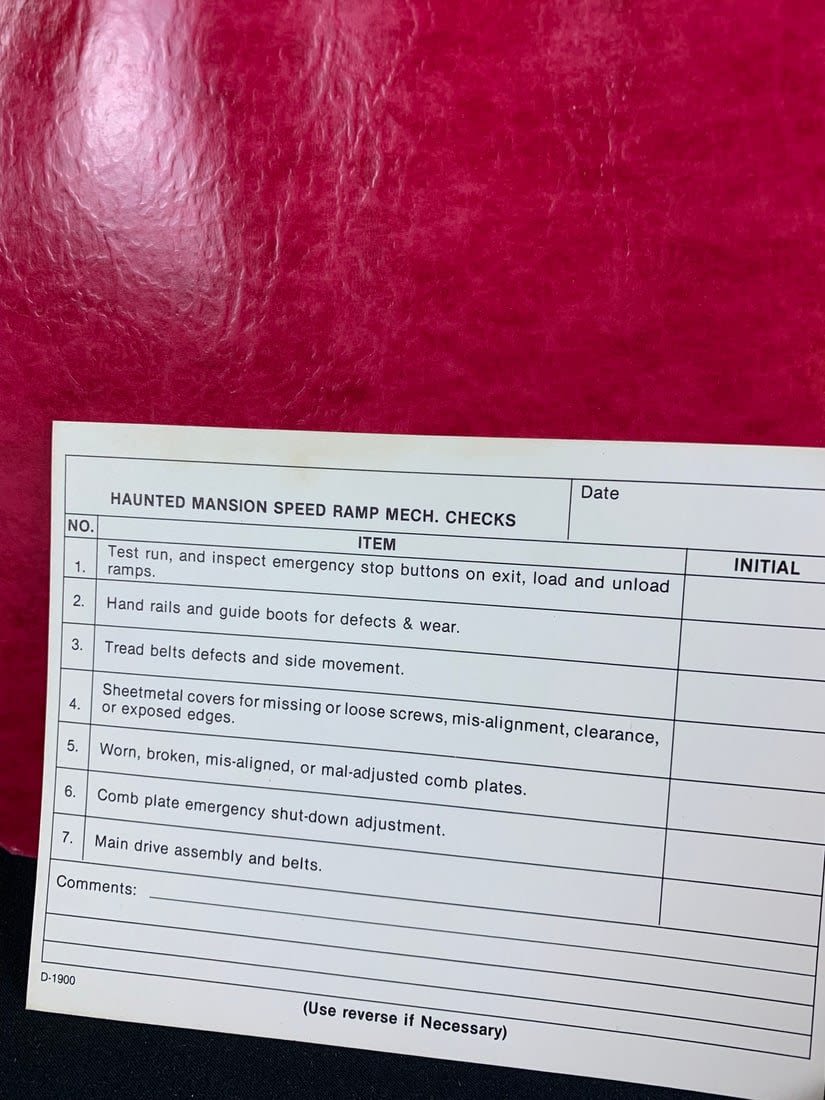 HAUNTED MANSION SPEED RAMP MECH. CHECKS
Date
NO.
ITEM
INITIAL
1.
Test run, and inspect emergency stop buttons on exit, load and unload
ramps.
2.
Hand rails and guide boots for defects & wear.
3.
Tread belts defects and side movement.
4.
Sheetmetal covers for missing or loose screws, mis-alignment, clearance,
or exposed edges.
5.
Worn, broken, mis-aligned, or mal-adjusted comb plates.
6.
Comb plate emergency shut-down adjustment.
7.
Main drive assembly and belts.
Comments:
D-1900
(Use reverse if Necessary)